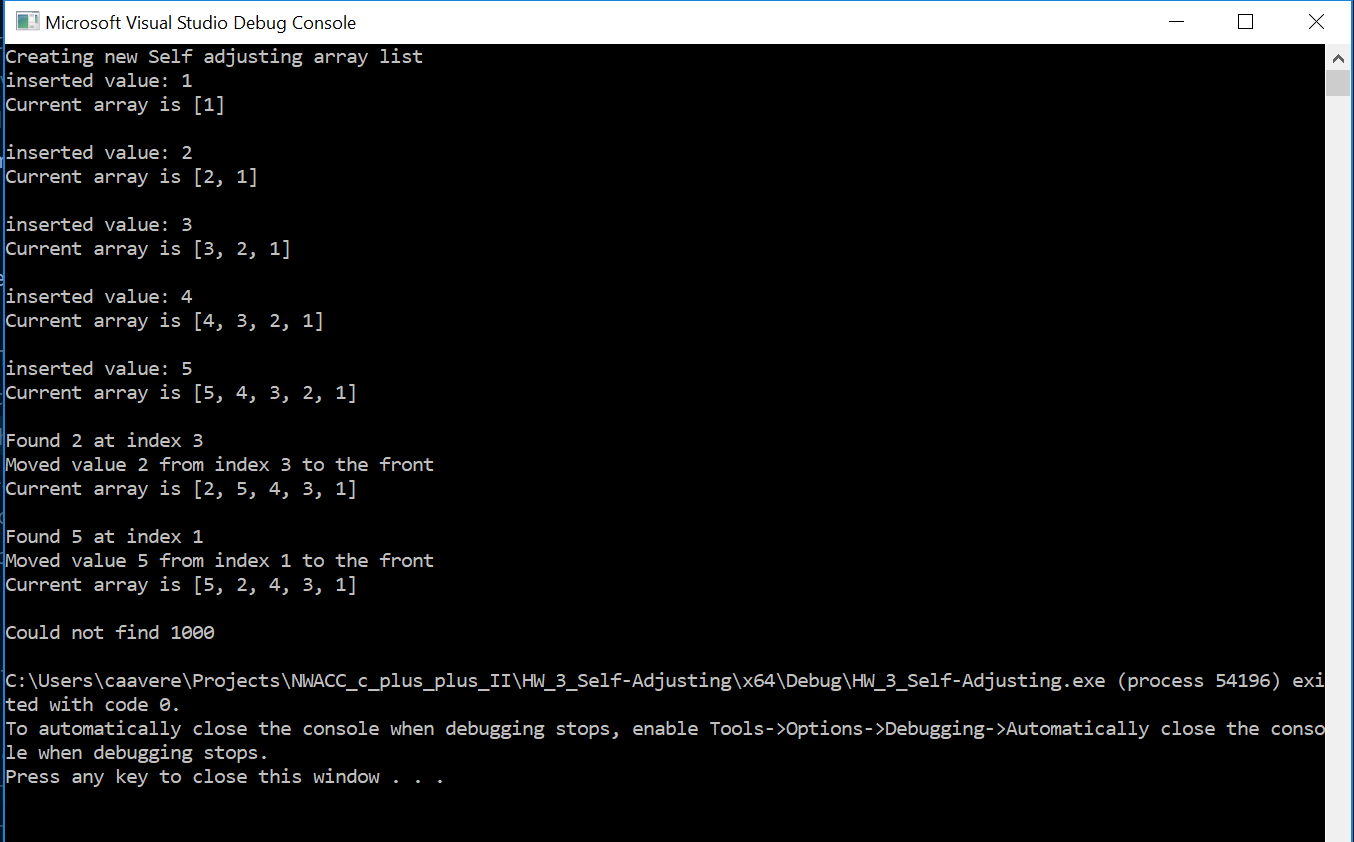 Microsoft Visual Studio Debug Console
Creating new Self adjusting array list
inserted value: 1
Current array is [1]
inserted value: 2
Current array is [2, 1]
inserted value: 3
Current array is [3, 2, 1]
inserted value: 4
Current array is [4, 3, 2, 1]
inserted value: 5
Current array is [5, 4, 3, 2, 1]
Found 2 at index 3
Moved value 2 from index 3 to the front
Current array is [2, 5, 4, 3, 1]
Found 5 at index 1
Moved value 5 from index 1 to the front
Current array is [5, 2, 4, 3, 1]
Could not find 1000
C:\Users\caavere\Projects\NWACC_c_plus_plus_II\HW_3_Self-Adjusting\x64\Debug\HW_3_Self-Adjusting.exe (process 54196) exi
ted with code 0.
To automatically close the console when debugging stops, enable Tools->Options->Debugging->Automatically close the conso
le when debugging stops.
Press any key to close this window . . .